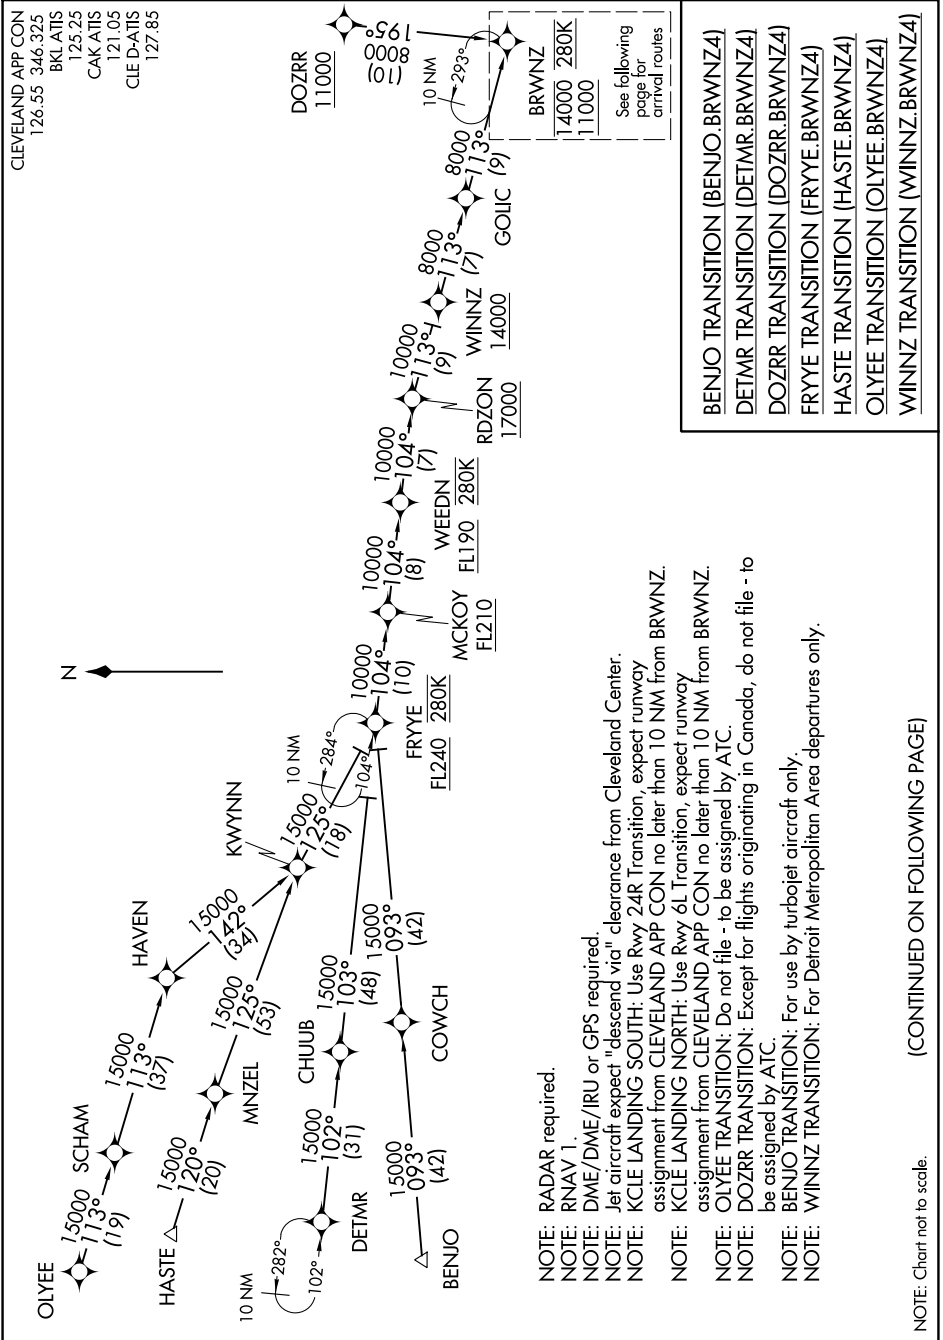 CLEVELAND APP CON
126.55 346.325
BKL ATIS
125.25
CAK ATIS
121.05
CLE D-ATIS
127.85
N
OLYEE
15000
113°
(19)
SCHAM
15000
113°
(37)
HAVEN
15000
142°
(34)
KWYNN
15000
125°
(18)
HASTE
15000
120°
(20)
MNZEL
15000
125°
(53)
10 NM
282°
102°
DETMR
15000
102°
(31)
CHUUB
15000
103°
(48)
BENJO
15000
093°
(42)
COWCH
15000
093°
(42)
10 NM
284°
104°
FRYYE
FL240 280K
10000
104°
(10)
MCKOY
FL210
10000
104°
(8)
WEEDN
FL190 280K
10000
104°
(7)
RDZON
17000
10000
113°
(9)
WINNZ
14000
8000
113°
(7)
GOLIC
8000
113°
(9)
DOZRR
11000
195°
8000
(10)
10 NM
293°
BRWNZ
14000 280K
11000
See following
page for
arrival routes
BENJO TRANSITION (BENJO.BRWNZ4)
DETMR TRANSITION (DETMR.BRWNZ4)
DOZRR TRANSITION (DOZRR.BRWNZ4)
FRYYE TRANSITION (FRYYE.BRWNZ4)
HASTE TRANSITION (HASTE.BRWNZ4)
OLYEE TRANSITION (OLYEE.BRWNZ4)
WINNZ TRANSITION (WINNZ.BRWNZ4)
NOTE: RADAR required.
NOTE: RNAV 1.
NOTE: DME/DME/IRU or GPS required.
NOTE: Jet aircraft expect "descend via" clearance from Cleveland Center.
NOTE: KCLE LANDING SOUTH: Use Rwy 24R Transition, expect runway
assignment from CLEVELAND APP CON no later than 10 NM from BRWNZ.
NOTE: KCLE LANDING NORTH: Use Rwy 6L Transition, expect runway
assignment from CLEVELAND APP CON no later than 10 NM from BRWNZ.
NOTE: OLYEE TRANSITION: Do not file - to be assigned by ATC.
NOTE: DOZRR TRANSITION: Except for flights originating in Canada, do not file - to
be assigned by ATC.
NOTE: BENJO TRANSITION: For use by turbojet aircraft only.
NOTE: WINNZ TRANSITION: For Detroit Metropolitan Area departures only.
NOTE: Chart not to scale.
(CONTINUED ON FOLLOWING PAGE)